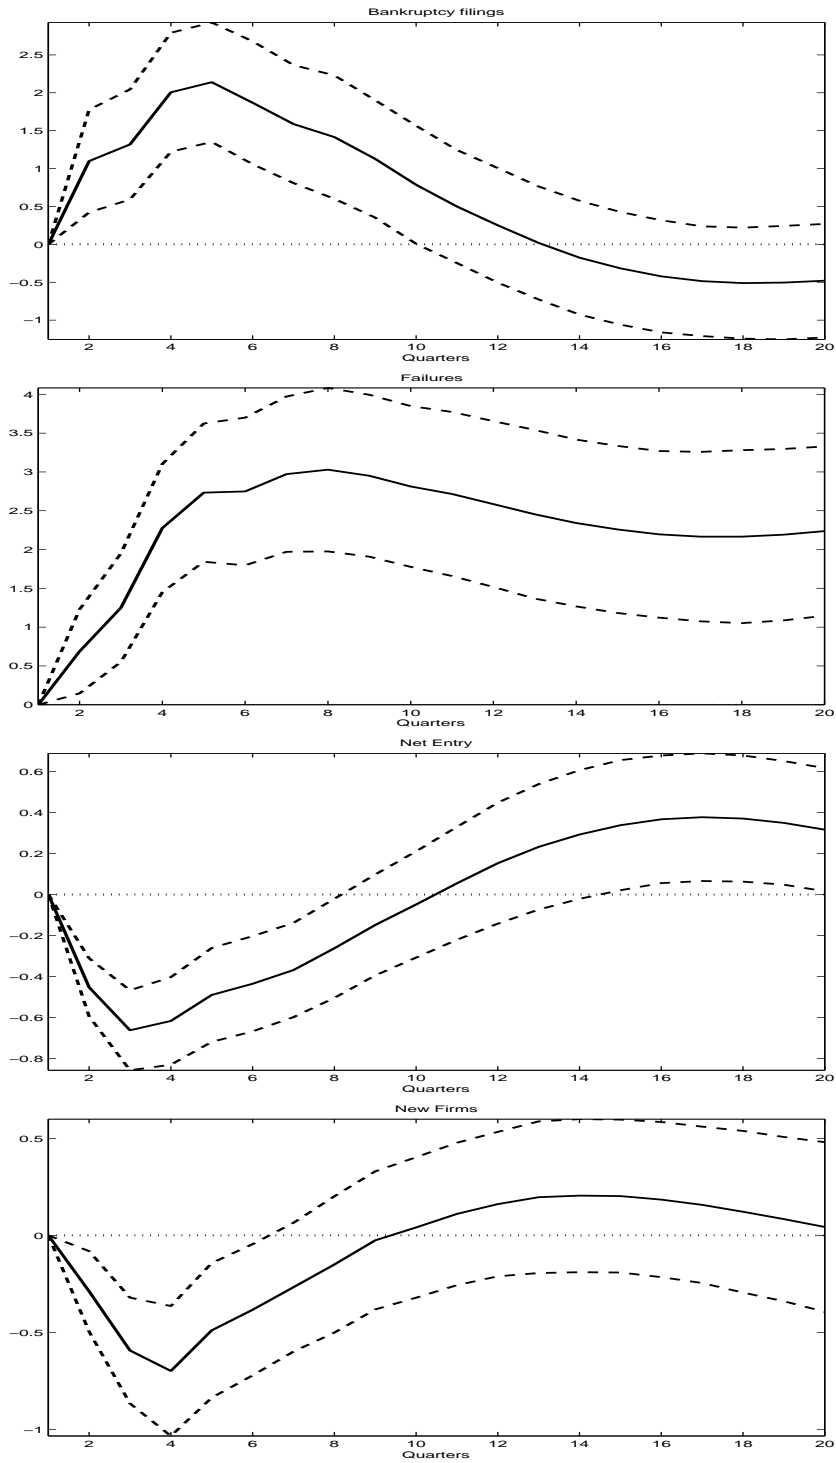 Bankruptcy filings
2.5
2
1.5
1
0.5
0
−0.5
−1
2 4 6 8 10 12 14 16 18 20
Quarters
Failures
4
3.5
3
2.5
2
1.5
1
0.5
0
2 4 6 8 10 12 14 16 18 20
Quarters
Net Entry
0.6
0.4
0.2
0
−0.2
−0.4
−0.6
−0.8
2 4 6 8 10 12 14 16 18 20
Quarters
New Firms
0.5
0
−0.5
−1
2 4 6 8 10 12 14 16 18 20
Quarters